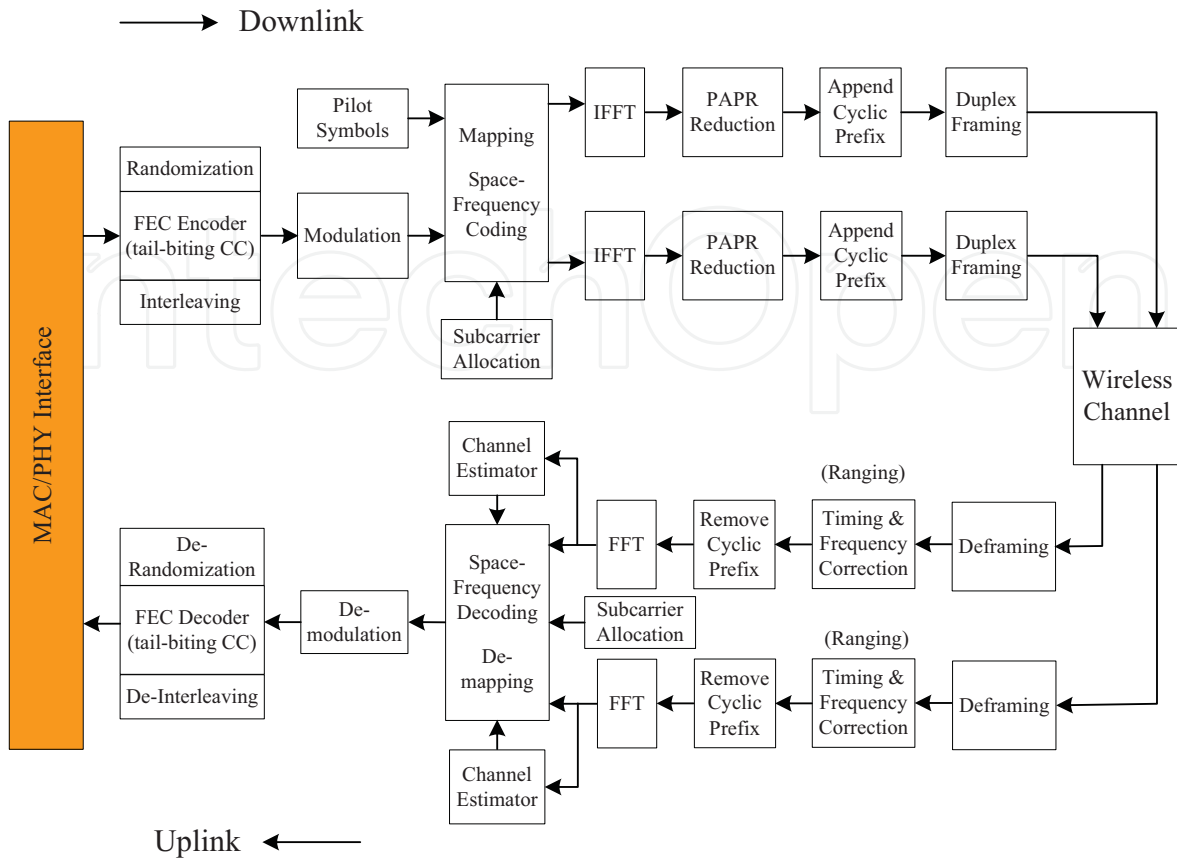 Downlink
Pilot
Symbols
Mapping
Space-
Frequency
Coding
IFFT
PAPR
Reduction
Append
Cyclic
Prefix
Duplex
Framing
Randomization
FEC Encoder
(tail-biting CC)
Interleaving
Modulation
IFFT
PAPR
Reduction
Append
Cyclic
Prefix
Duplex
Framing
Subcarrier
Allocation
IntechOpen
Wireless
Channel
MAC/PHY Interface
Channel
Estimator
(Ranging)
De-
Randomization
FEC Decoder
(tail-biting CC)
De-Interleaving
De-
modulation
Space-
Frequency
Decoding
De-
mapping
FFT
Remove
Cyclic
Prefix
Timing &
Frequency
Correction
Deframing
Subcarrier
Allocation
(Ranging)
FFT
Remove
Cyclic
Prefix
Timing &
Frequency
Correction
Deframing
Channel
Estimator
Uplink